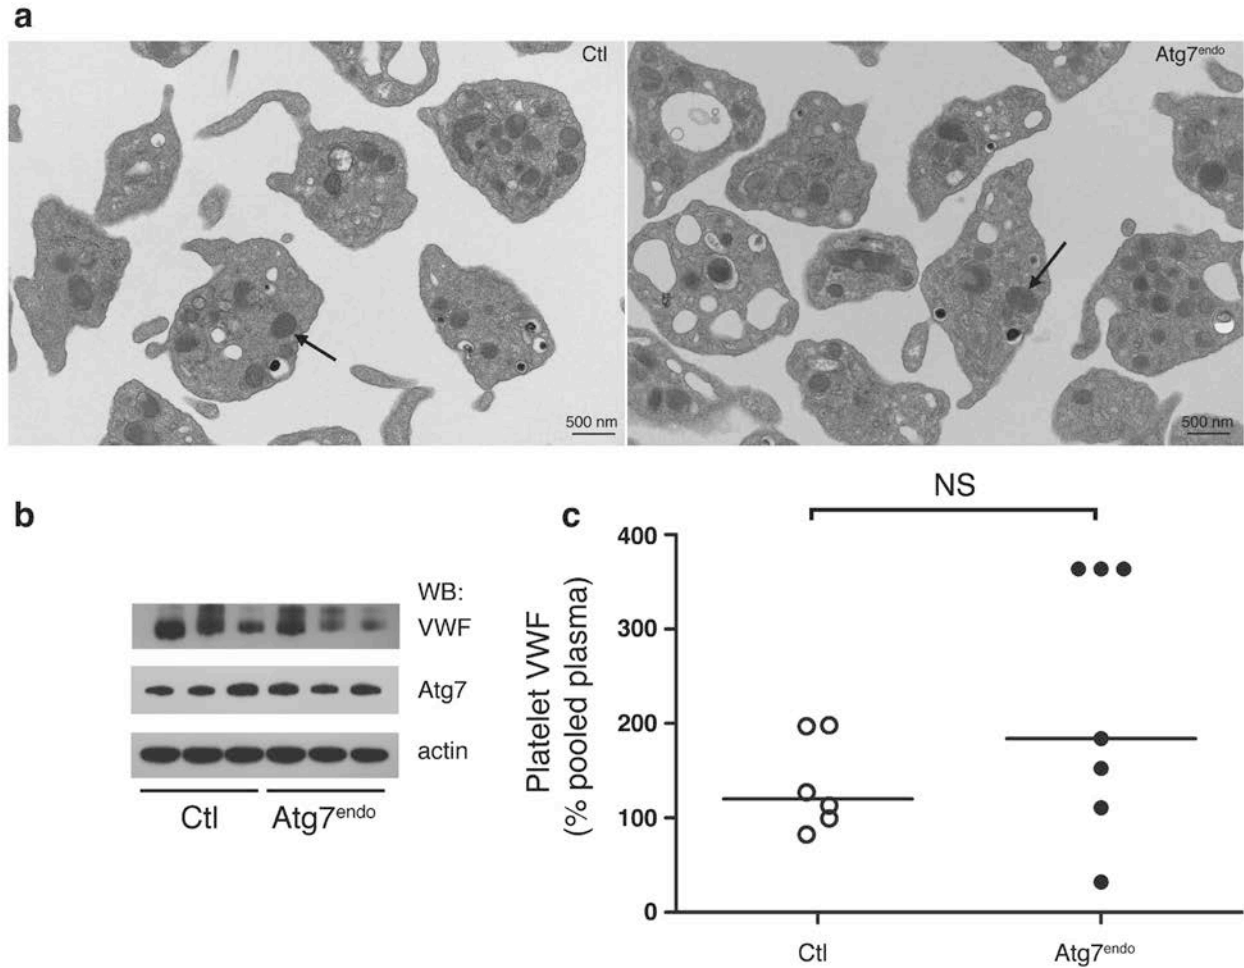 a
Ctl
Atg7endo
500 nm
500 nm
b
WB:
VWF
Atg7
actin
Ctl
Atg7endo
c
NS
Platelet VWF
(% pooled plasma)
400
300
200
100
0
Ctl
Atg7endo